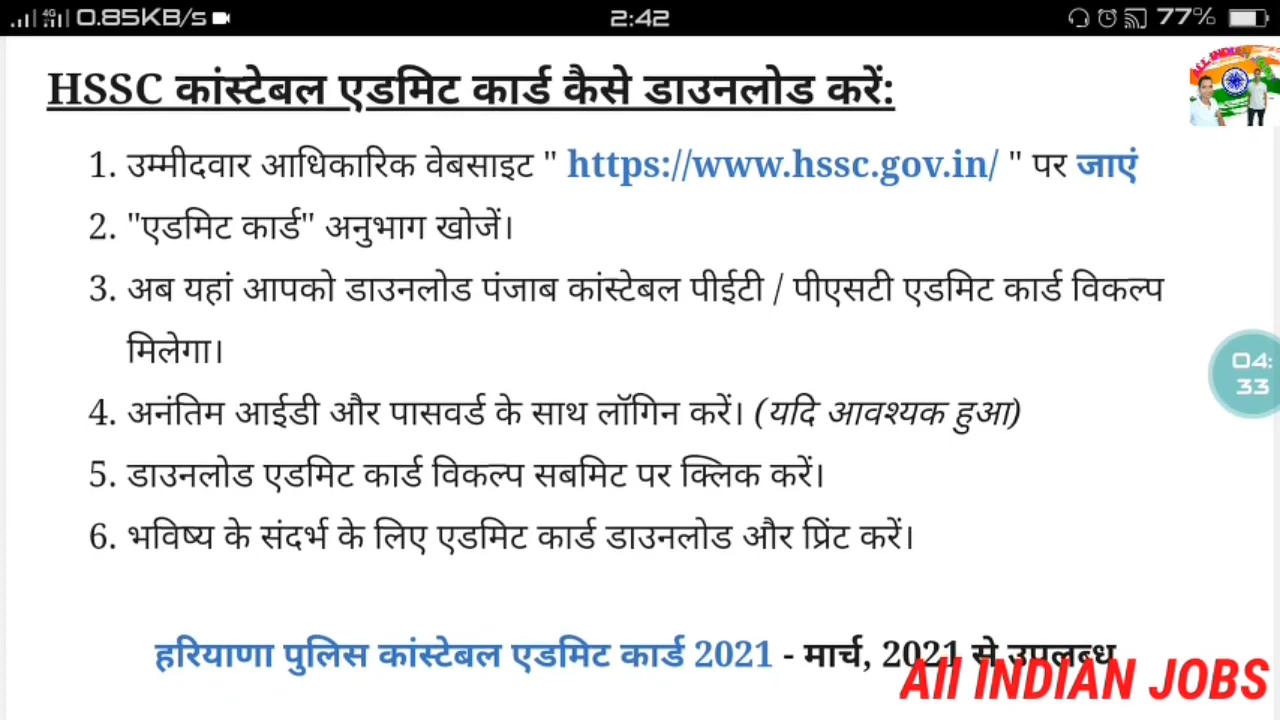 4G 0.85KB/s 2:42 77%
HSSC कांस्टेबल एडमिट कार्ड कैसे डाउनलोड करें:
1. उम्मीदवार आधिकारिक वेबसाइट " https://www.hssc.gov.in/ " पर जाएं
2. "एडमिट कार्ड" अनुभाग खोजें।
3. अब यहां आपको डाउनलोड पंजाब कांस्टेबल पीईटी / पीएसटी एडमिट कार्ड विकल्प
मिलेगा।
04:
33
4. अनंतिम आईडी और पासवर्ड के साथ लॉगिन करें। (यदि आवश्यक हुआ)
5. डाउनलोड एडमिट कार्ड विकल्प सबमिट पर क्लिक करें।
6. भविष्य के संदर्भ के लिए एडमिट कार्ड डाउनलोड और प्रिंट करें।
हरियाणा पुलिस कांस्टेबल एडमिट कार्ड 2021 - मार्च, 2021 से उपलब्ध
All INDIAN JOBS